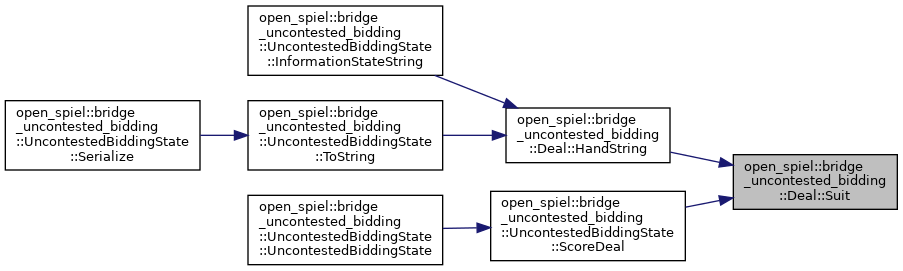 open_spiel::bridge
_uncontested_bidding
::UncontestedBiddingState
::InformationStateString
open_spiel::bridge
_uncontested_bidding
::UncontestedBiddingState
::Serialize
open_spiel::bridge
_uncontested_bidding
::UncontestedBiddingState
::ToString
open_spiel::bridge
_uncontested_bidding
::Deal::HandString
open_spiel::bridge
_uncontested_bidding
::Deal::Suit
open_spiel::bridge
_uncontested_bidding
::UncontestedBiddingState
::UncontestedBiddingState
open_spiel::bridge
_uncontested_bidding
::UncontestedBiddingState
::ScoreDeal